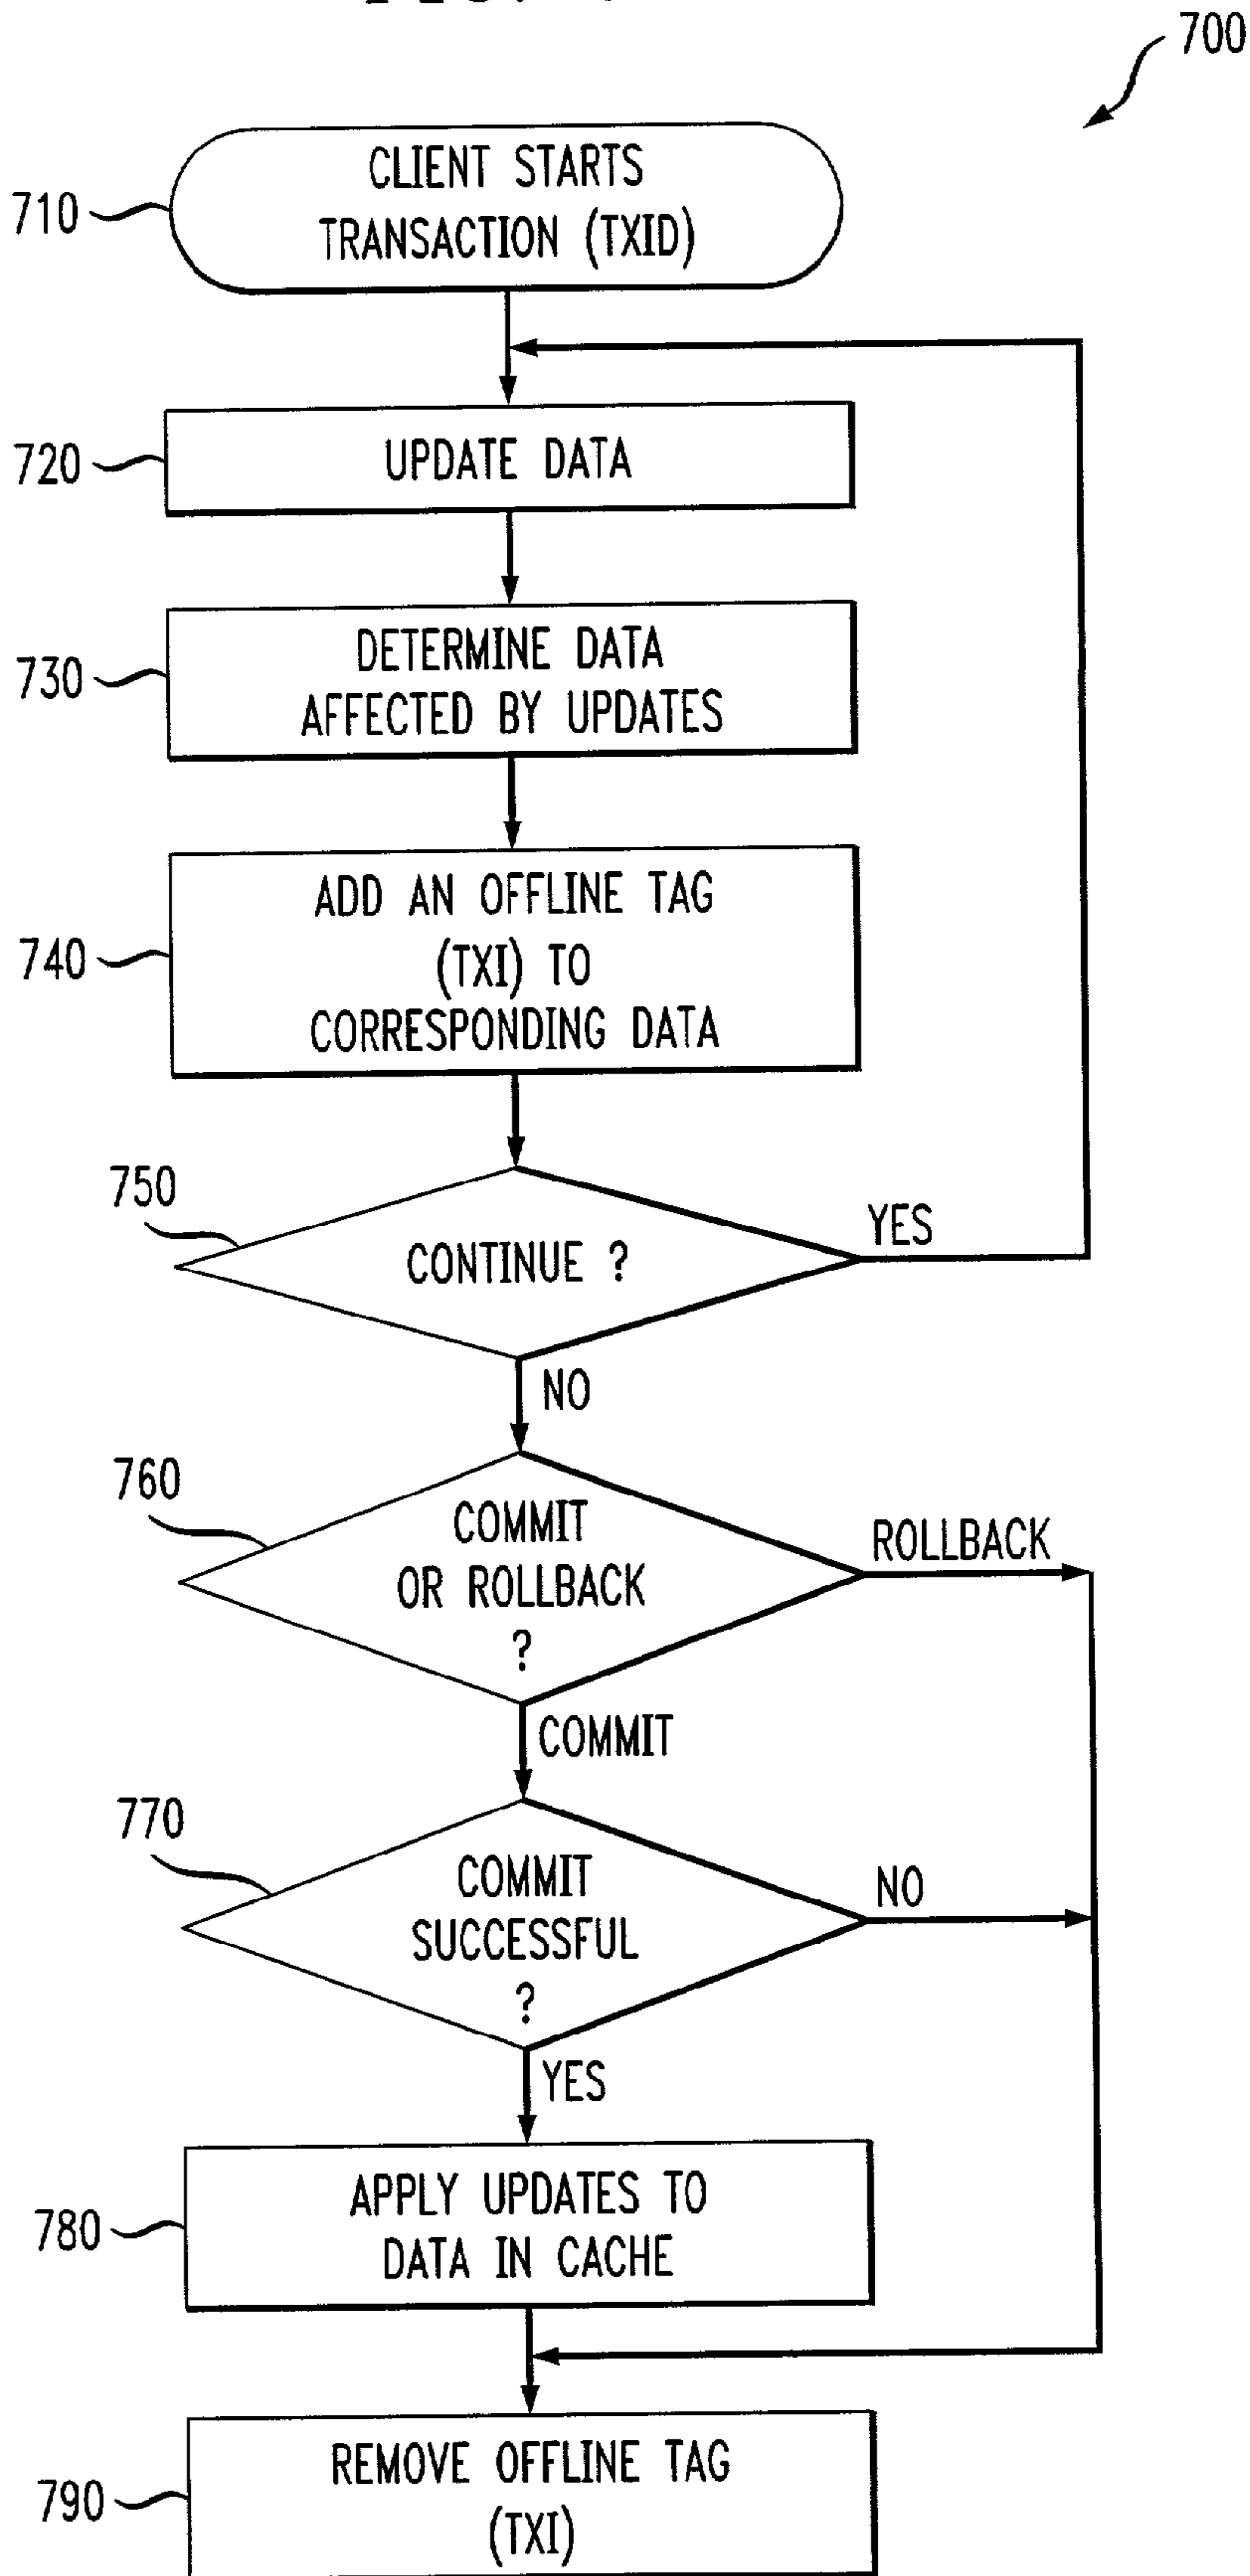 700
CLIENT STARTS
TRANSACTION (TXID)
710
UPDATE DATA
720
DETERMINE DATA
AFFECTED BY UPDATES
730
ADD AN OFFLINE TAG
(TXI) TO
CORRESPONDING DATA
740
750
CONTINUE ?
YES
NO
760
COMMIT
OR ROLLBACK
?
ROLLBACK
COMMIT
770
COMMIT
SUCCESSFUL
?
NO
YES
APPLY UPDATES TO
DATA IN CACHE
780
REMOVE OFFLINE TAG
(TXI)
790